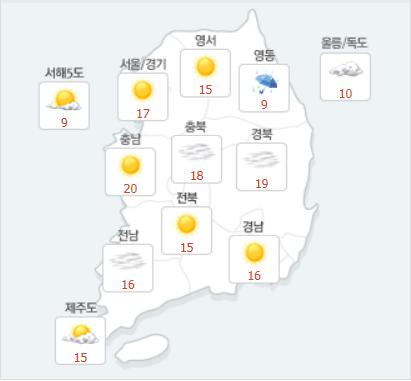 영서
15
영동
9
울릉/독도
10
서해5도
9
서울/경기
17
충북
18
경북
19
충남
20
전북
15
경남
16
전남
16
제주도
15